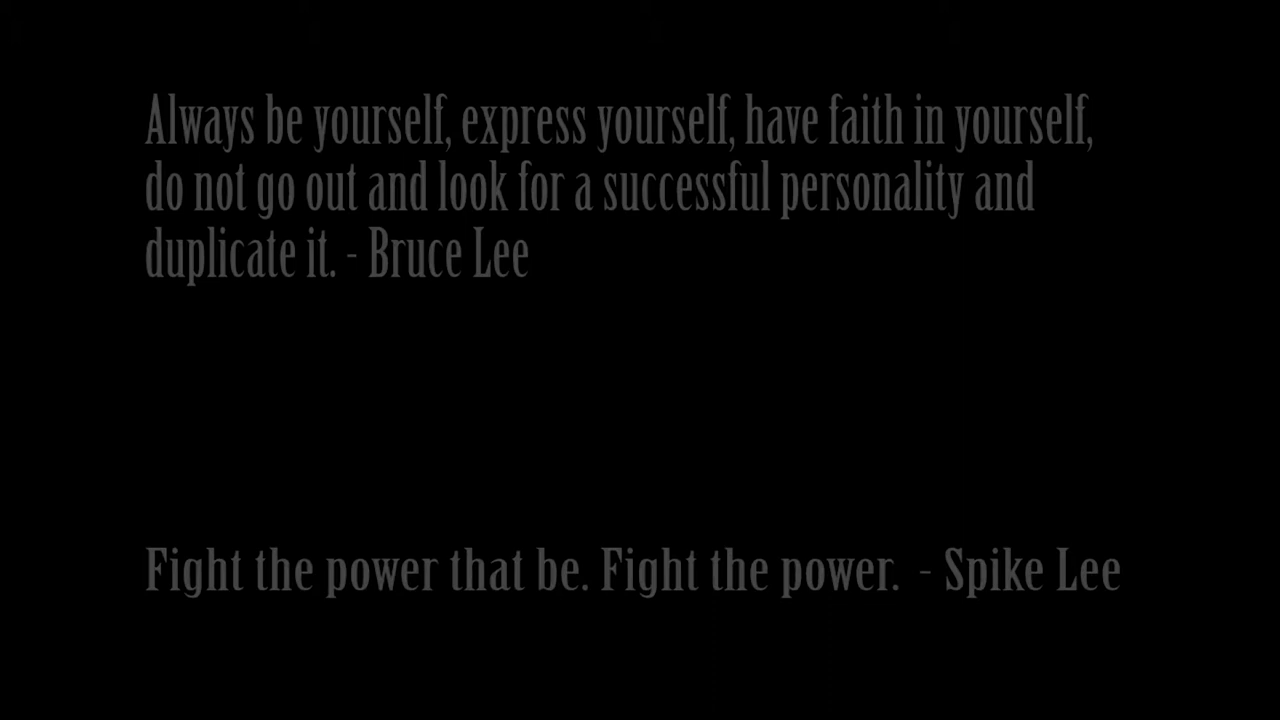 Always be yourself, express yourself, have faith in yourself,
do not go out and look for a successful personality and
duplicate it. - Bruce Lee
Fight the power that be. Fight the power. - Spike Lee